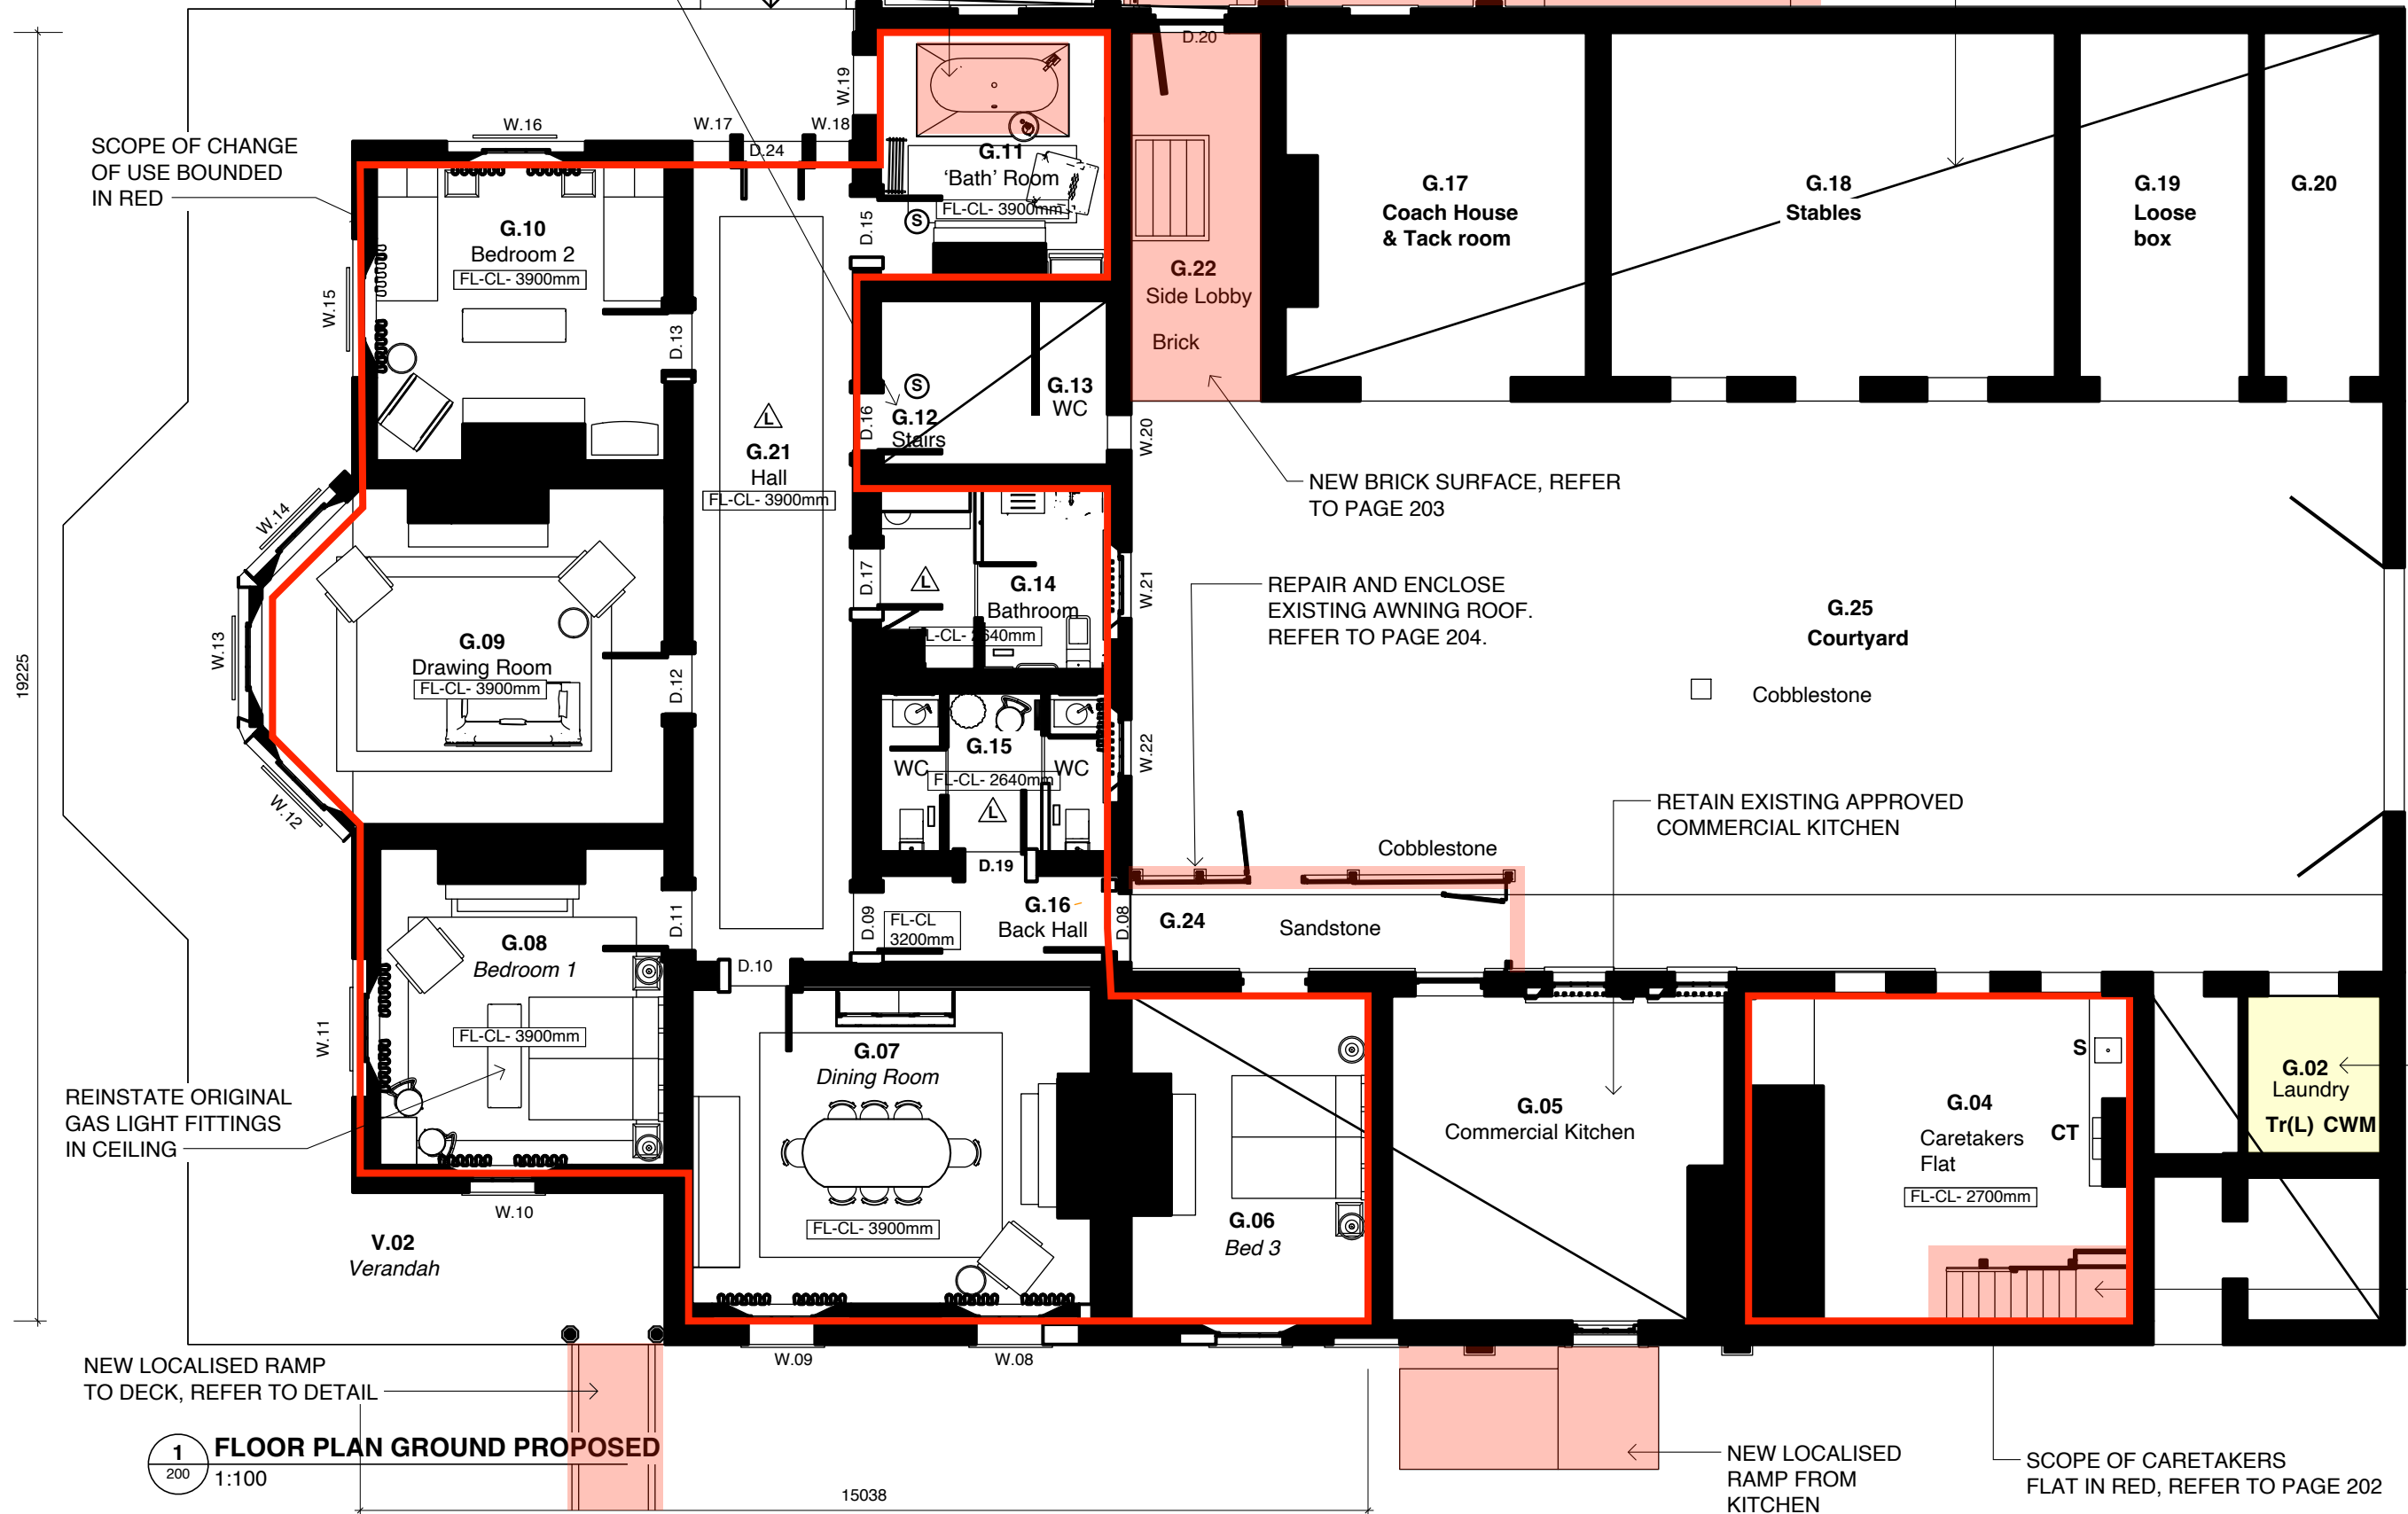 D.20
W.19
SCOPE OF CHANGE
OF USE BOUNDED
IN RED
W.16
W.17
W.18
D.24
G.11
'Bath' Room
FL-CL- 3900mm
S
D.15
G.10
Bedroom 2
FL-CL- 3900mm
W.15
D.13
G.22
Side Lobby
Brick
G.17
Coach House
& Tack room
G.18
Stables
G.19
Loose
box
G.20
S
G.12
Stairs
G.13
WC
D.16
W.20
L
G.21
Hall
FL-CL- 3900mm
NEW BRICK SURFACE, REFER
TO PAGE 203
W.14
W.13
W.12
G.09
Drawing Room
FL-CL- 3900mm
D.12
D.17
L
G.14
Bathroom
FL-CL- 2640mm
W.21
REPAIR AND ENCLOSE
EXISTING AWNING ROOF.
REFER TO PAGE 204.
G.25
Courtyard
Cobblestone
19225
G.15
WC
WC
FL-CL- 2640mm
L
W.22
RETAIN EXISTING APPROVED
COMMERCIAL KITCHEN
Cobblestone
D.19
D.11
D.09
FL-CL
3200mm
G.16
Back Hall
D.08
G.24
Sandstone
G.08
Bedroom 1
FL-CL- 3900mm
D.10
W.11
G.07
Dining Room
FL-CL- 3900mm
REINSTATE ORIGINAL
GAS LIGHT FITTINGS
IN CEILING
W.10
V.02
Verandah
G.06
Bed 3
G.05
Commercial Kitchen
G.04
Caretakers
Flat
FL-CL- 2700mm
S
CT
G.02
Laundry
Tr(L) CWM
W.09
W.08
NEW LOCALISED RAMP
TO DECK, REFER TO DETAIL
1
200
FLOOR PLAN GROUND PROPOSED
1:100
15038
NEW LOCALISED
RAMP FROM
KITCHEN
SCOPE OF CARETAKERS
FLAT IN RED, REFER TO PAGE 202